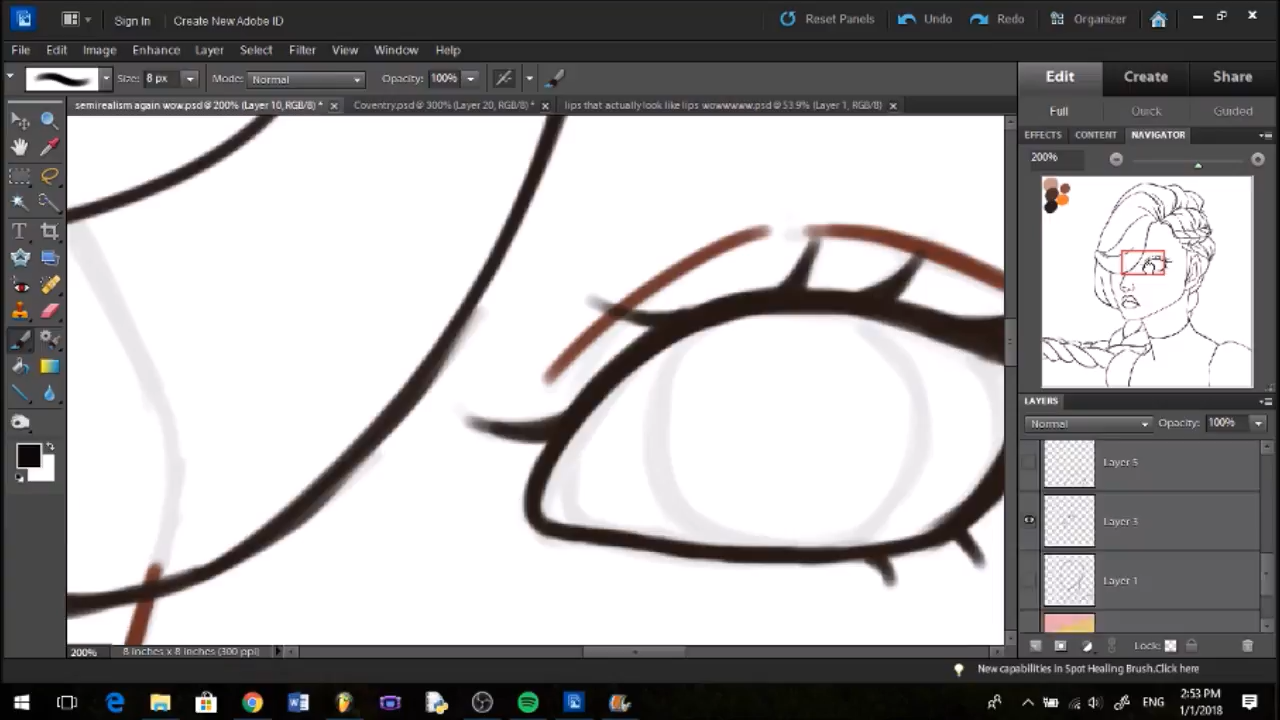 Sign In Create New Adobe ID Reset Panels Undo Redo Organizer
File Edit Image Enhance Layer Select Filter View Window Help
Size: 8 px Mode: Normal Opacity: 100%
Edit Create Share
semirealism again wow.psd @ 200% (Layer 10, RGB/8) * Coventry.psd @ 300% (Layer 20, RGB/8) * lips that actually look like lips wowwwww.psd @ 53.9% (Layer 1, RGB/8)
Full Quick Guided
EFFECTS CONTENT NAVIGATOR
200%
LAYERS
Normal Opacity: 100%
Layer 5
Layer 3
Layer 1
Lock:
200% 8 inches x 8 inches (300 ppi)
New capabilities in Spot Healing Brush.Click here
ENG 2:53 PM
1/1/2018